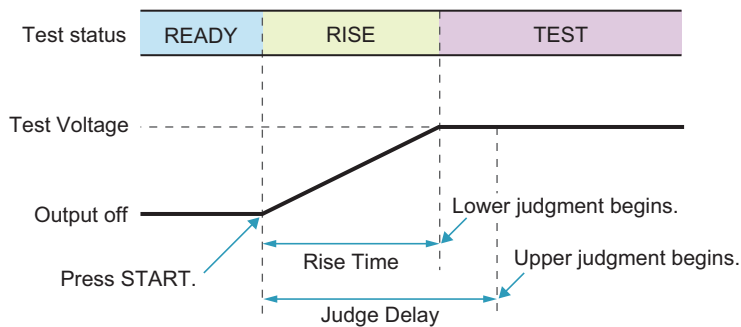 Test status READY RISE TEST
Test Voltage
Output off
Lower judgment begins.
Rise Time
Upper judgment begins.
Press START.
Judge Delay